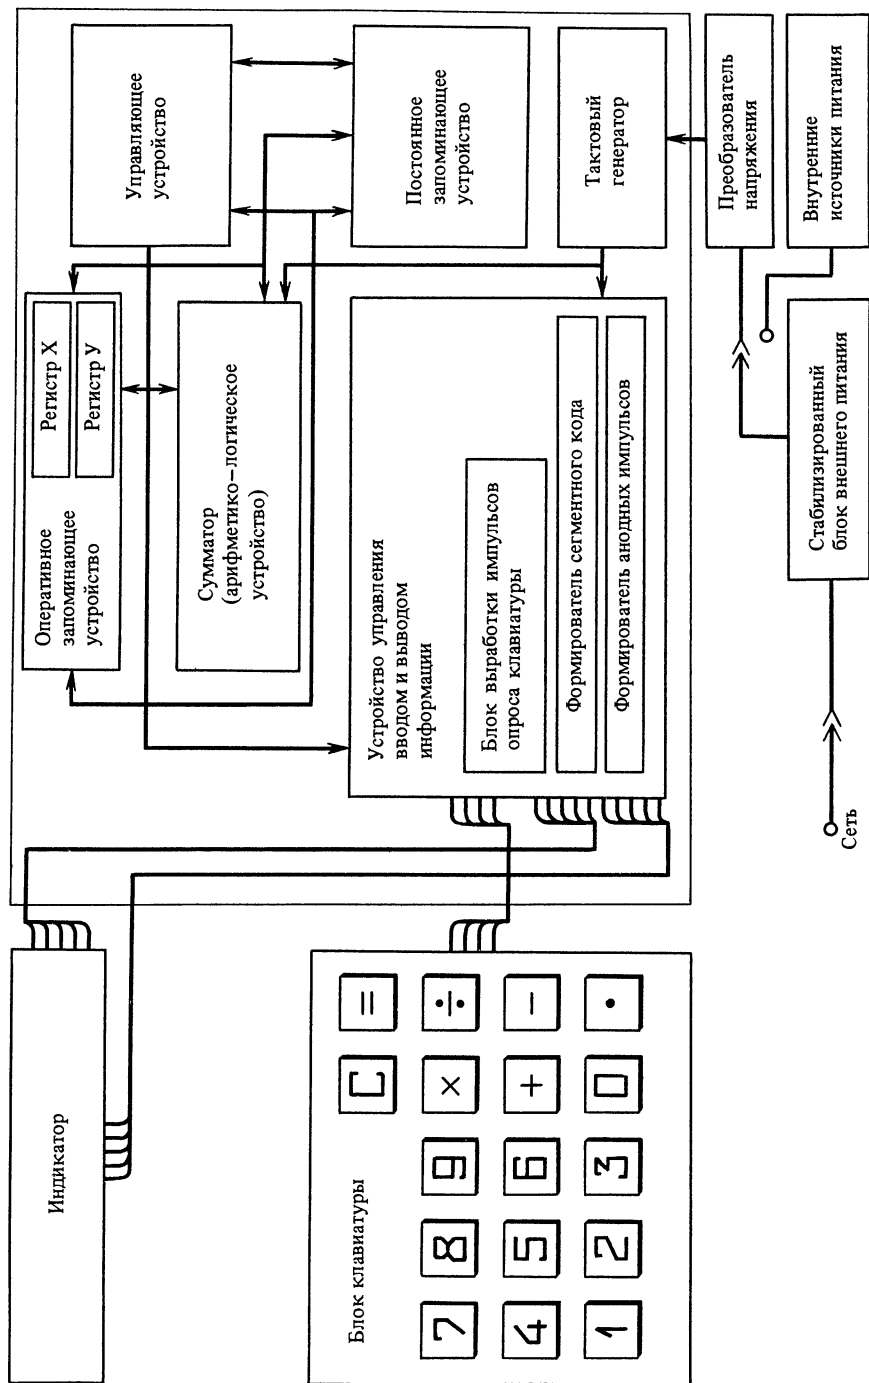 Индикатор
Оперативное
запоминающее
устройство
Регистр X
Регистр У
Управляющее
устройство
Сумматор
(арифметико–логическое
устройство)
Постоянное
запоминающее
устройство
Устройство управления
вводом и выводом
информации
Блок выработки импульсов
опроса клавиатуры
Формирователь сегментного кода
Формирователь анодных импульсов
Тактовый
генератор
Блок клавиатуры
C =
7 8 9 × ÷
4 5 6 + −
1 2 3 0 •
Преобразователь
напряжения
Внутренние
источники питания
Стабилизированный
блок внешнего питания
Сеть